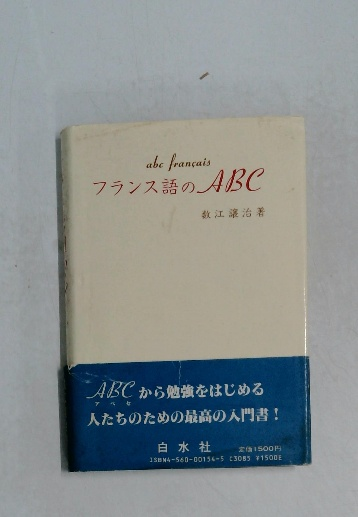 abc français
フランス語のABC
数江譲治著
ABCから勉強をはじめる
アベセ
人たちのための最高の入門書!
白水社
定価1500円
ISBN4-560-00154-5 C3085 ¥1500E